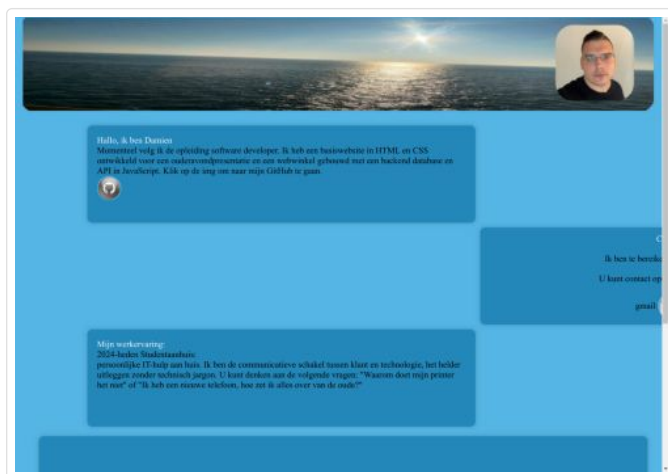 Hallo, ik ben Damien
Momenteel volg ik de opleiding software developer. Ik heb een basiswebsite in HTML en CSS
ontwikkeld voor een ouderavondpresentatie en een webwinkel gebouwd met een backend database en
API in JavaScript. Klik op de img om naar mijn GitHub te gaan.
Ik ben te bereike
U kunt contact op
gmail:
Mijn werkervaring:
2024-heden Studentaanhuis:
persoonlijke IT-hulp aan huis. Ik ben de communicatieve schakel tussen klant en technologie, het helder
uitleggen zonder technisch jargon. U kunt denken aan de volgende vragen: "Waarom doet mijn printer
het niet" of "Ik heb een nieuwe telefoon, hoe zet ik alles over van de oude?"